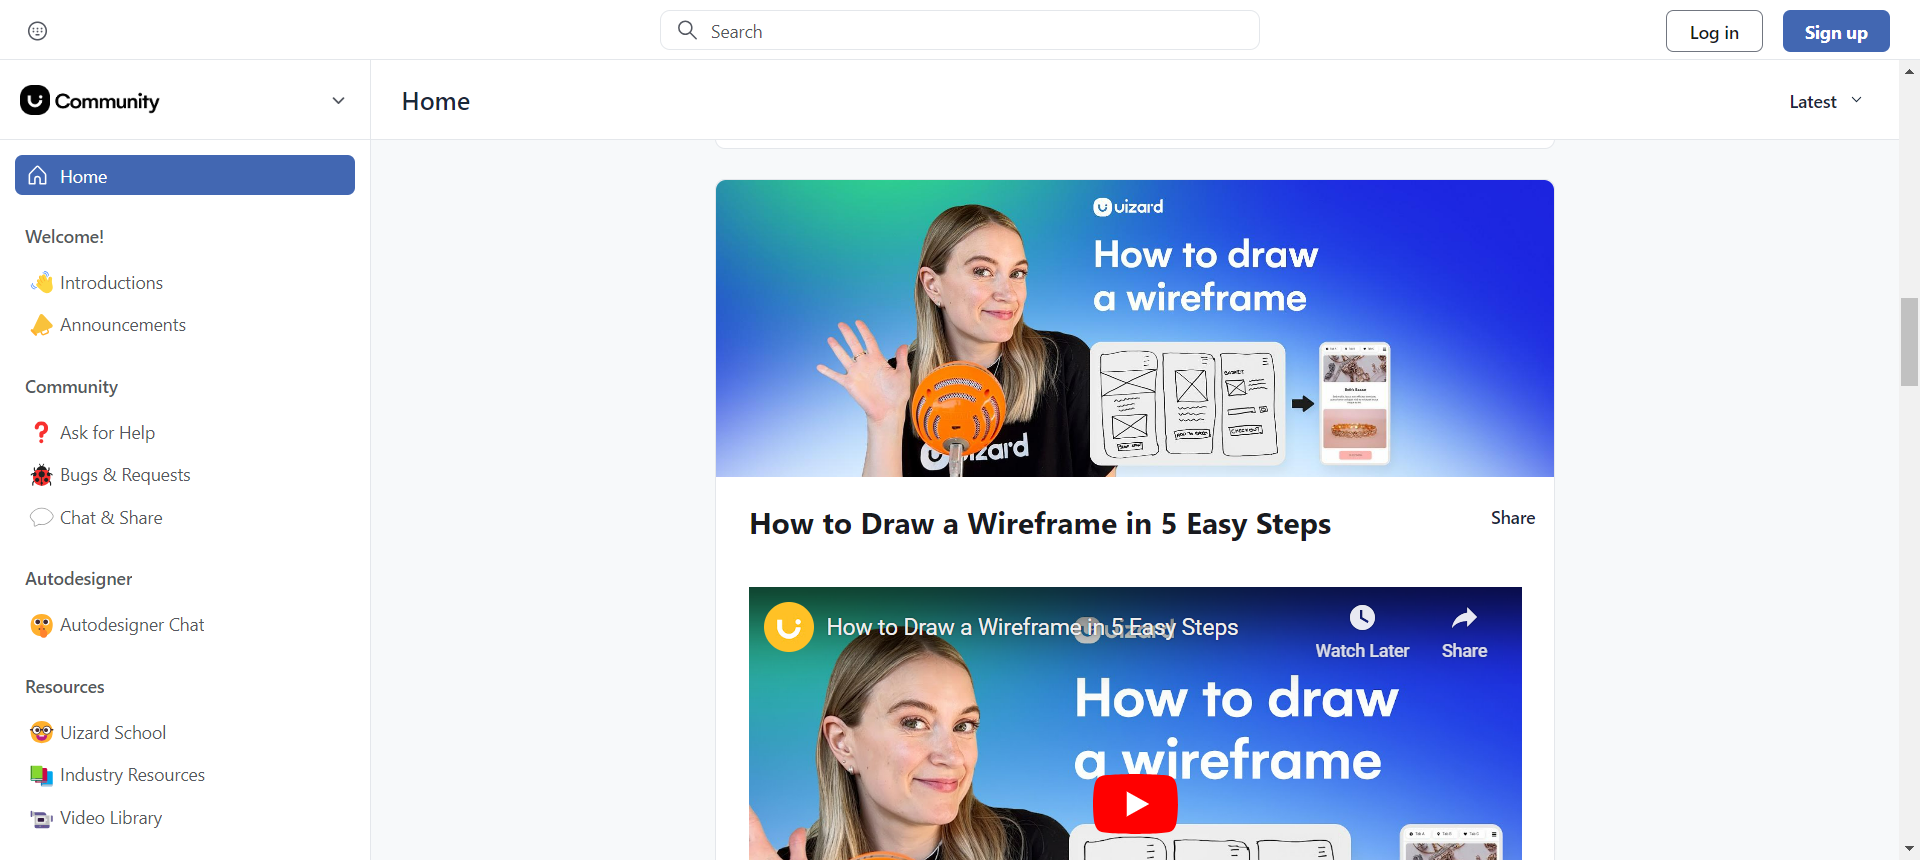 Search
Log in
Sign up
Community
Home
Latest
Home
Welcome!
Introductions
Announcements
Community
Ask for Help
Bugs & Requests
Chat & Share
Autodesigner
Autodesigner Chat
Resources
Uizard School
Industry Resources
Video Library
uizard
How to draw
a wireframe
BASKET
CHECKOUT
uizard
How to Draw a Wireframe in 5 Easy Steps
Share
How to Draw a Wireframe in 5 Easy Steps
uizard
Watch Later
Share
How to draw
a wireframe